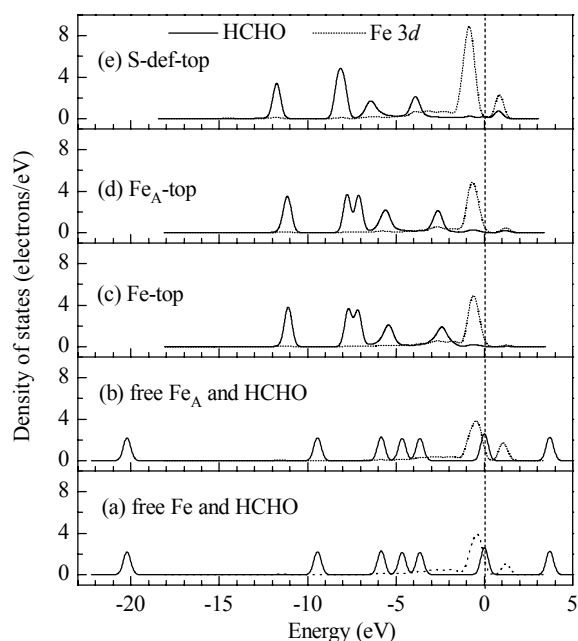 HCHO Fe 3d
(e) S-def-top
8
4
0
(d) FeA-top
8
4
0
(c) Fe-top
8
4
0
(b) free FeA and HCHO
8
4
0
(a) free Fe and HCHO
8
4
0
-20 -15 -10 -5 0 5
Energy (eV)
Density of states (electrons/eV)